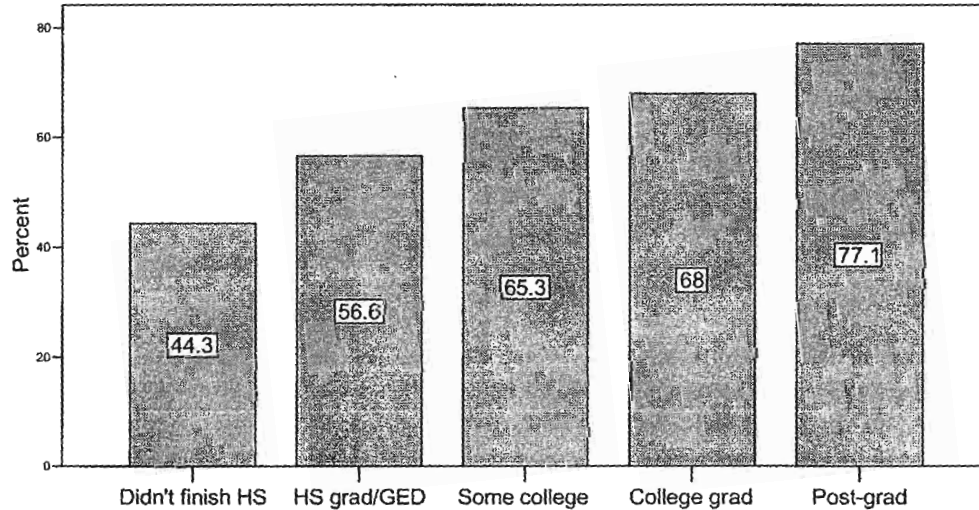 80
60
40
20
0
Percent
44.3
56.6
65.3
68
77.1
Didn't finish HS
HS grad/GED
Some college
College grad
Post-grad